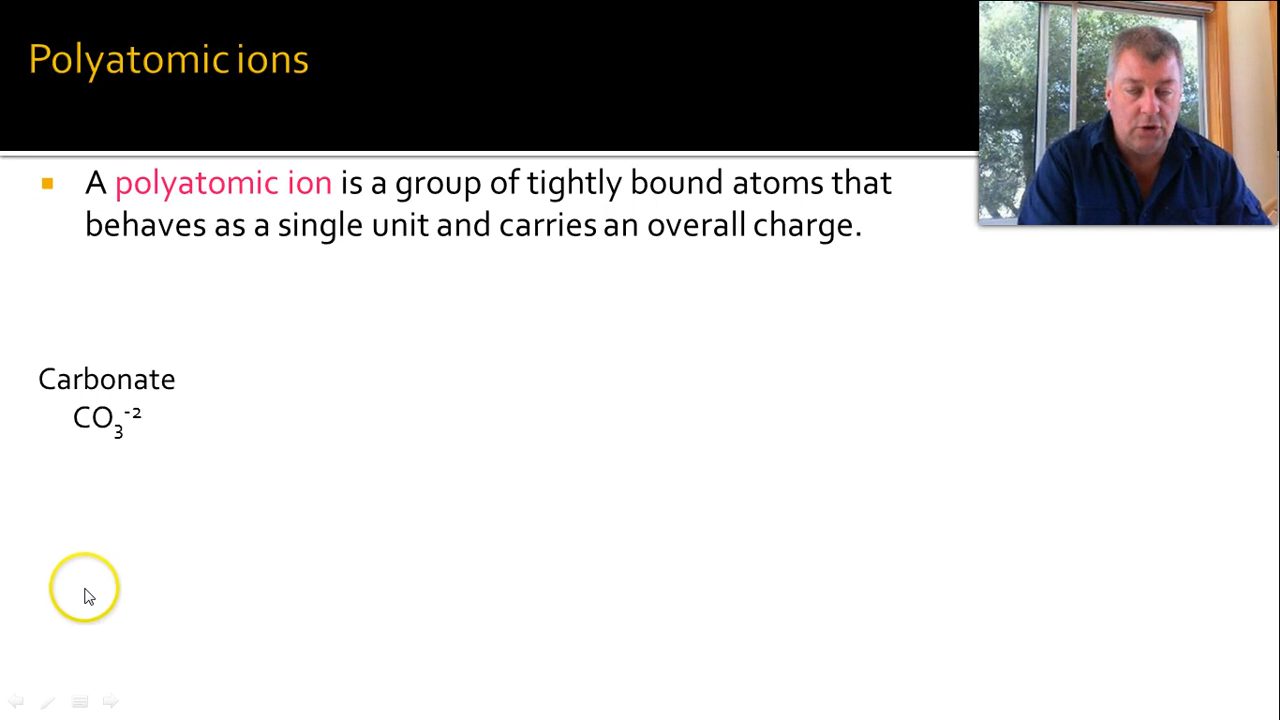 Polyatomic ions
A polyatomic ion is a group of tightly bound atoms that
behaves as a single unit and carries an overall charge.
Carbonate
CO₃⁻²